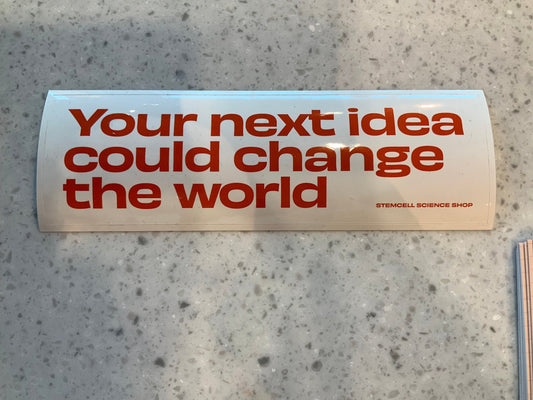 Your next idea
could change
the world
STEMCELL SCIENCE SHOP